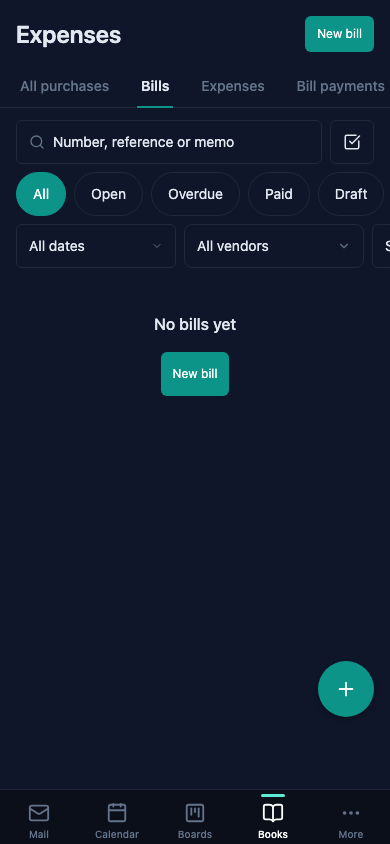 Expenses
New bill
All purchases Bills Expenses Bill payments
Number, reference or memo
All Open Overdue Paid Draft
All dates All vendors
No bills yet
New bill
Mail Calendar Boards Books More